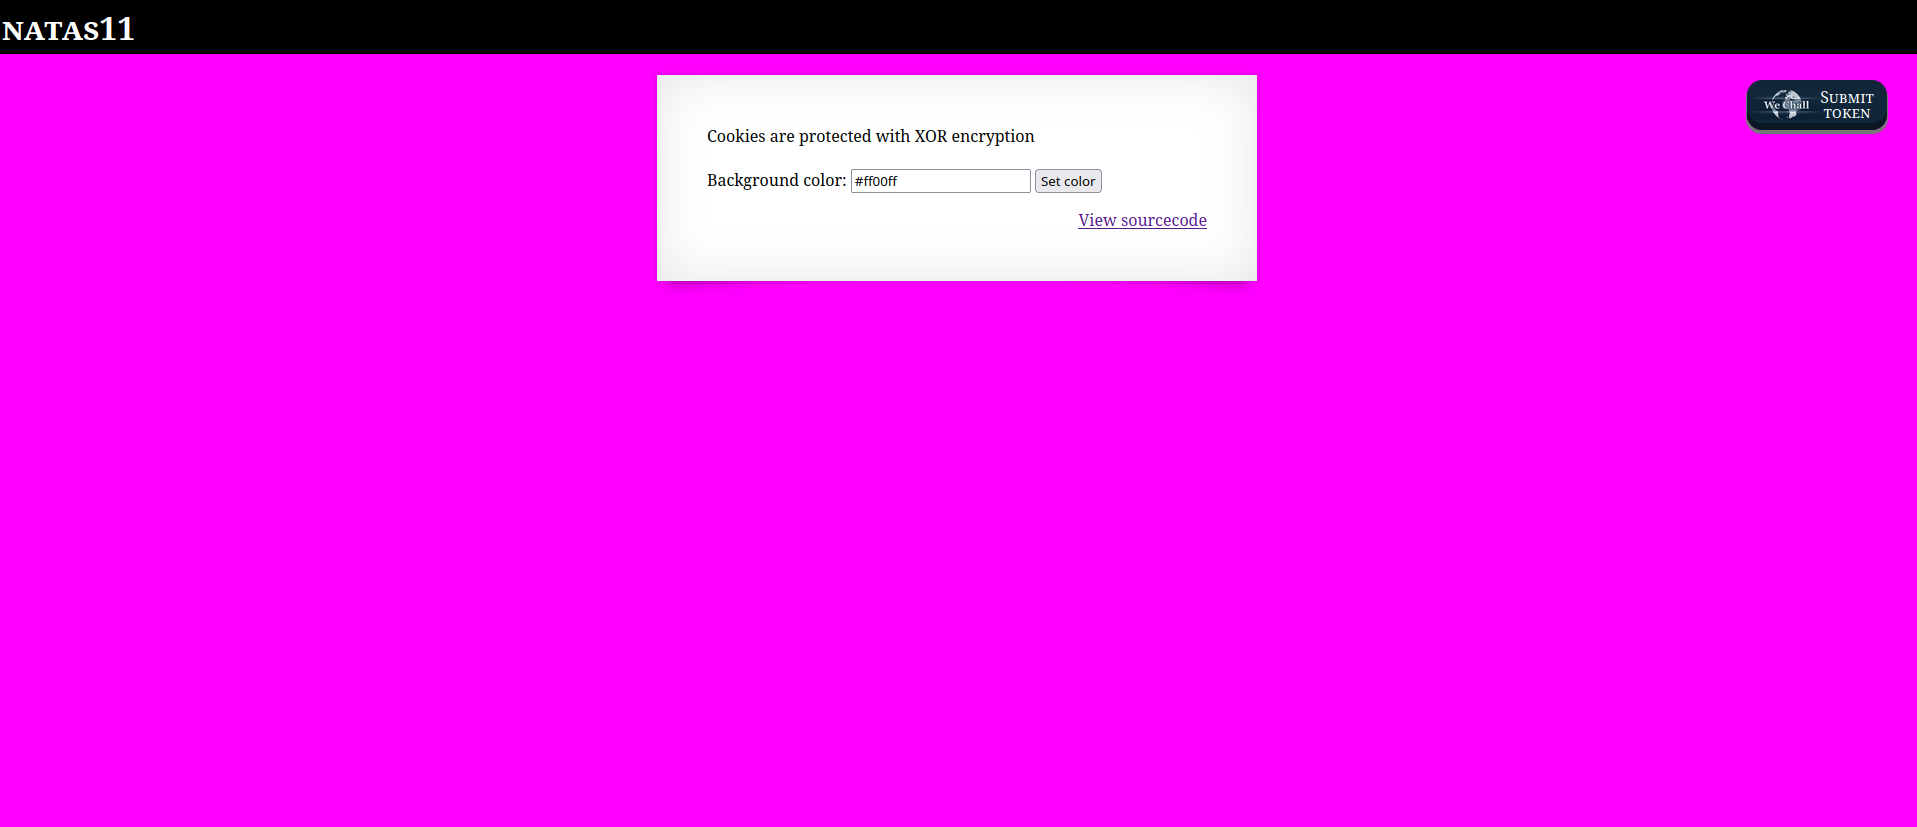 NATAS11
Cookies are protected with XOR encryption
Background color: #ff00ff Set color
View sourcecode
We Chall
SUBMIT
TOKEN